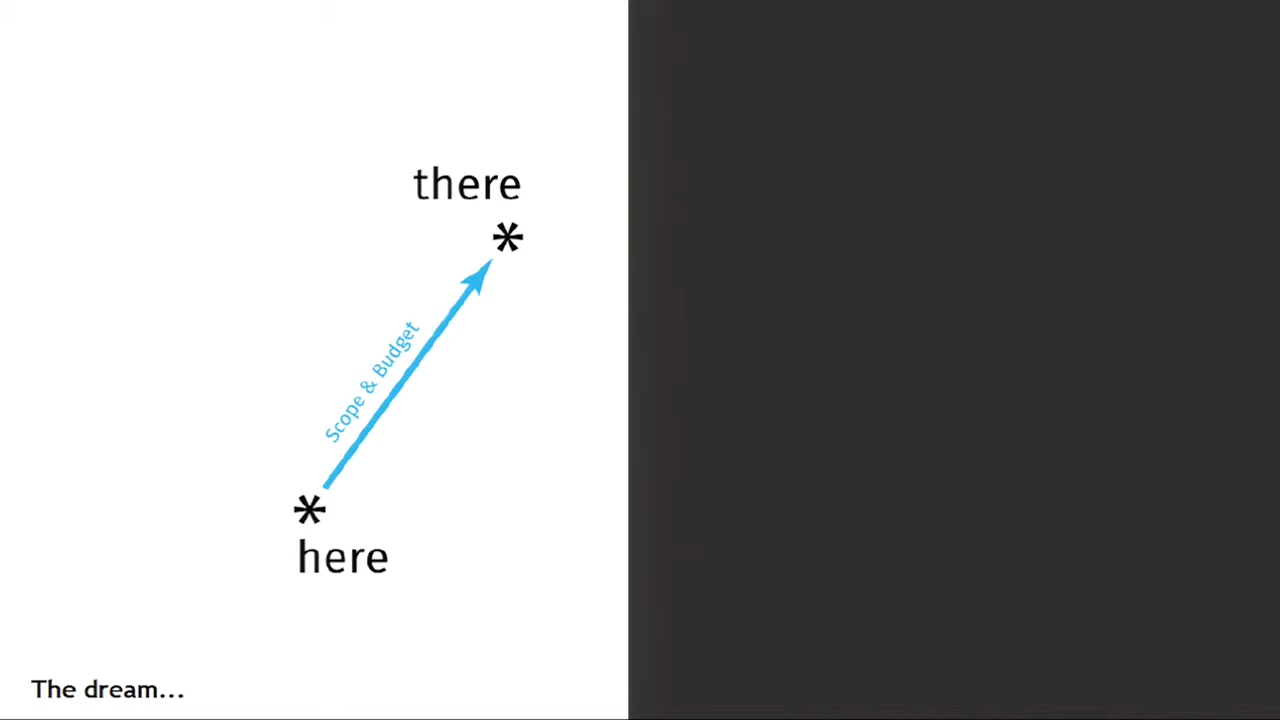 there
*
Scope & Budget
*
here
The dream...